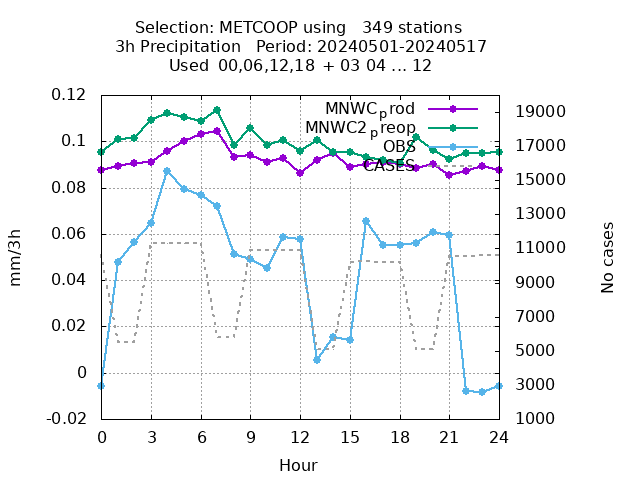 Selection: METCOOP using   349 stations
3h Precipitation   Period: 20240501-20240517
Used 00,06,12,18 + 03 04 ... 12
MNWC_prod
MNWC2_preop
OBS
CASES
mm/3h
0.12
0.1
0.08
0.06
0.04
0.02
0
-0.02
19000
17000
15000
13000
11000
9000
7000
5000
3000
1000
No cases
0 3 6 9 12 15 18 21 24
Hour